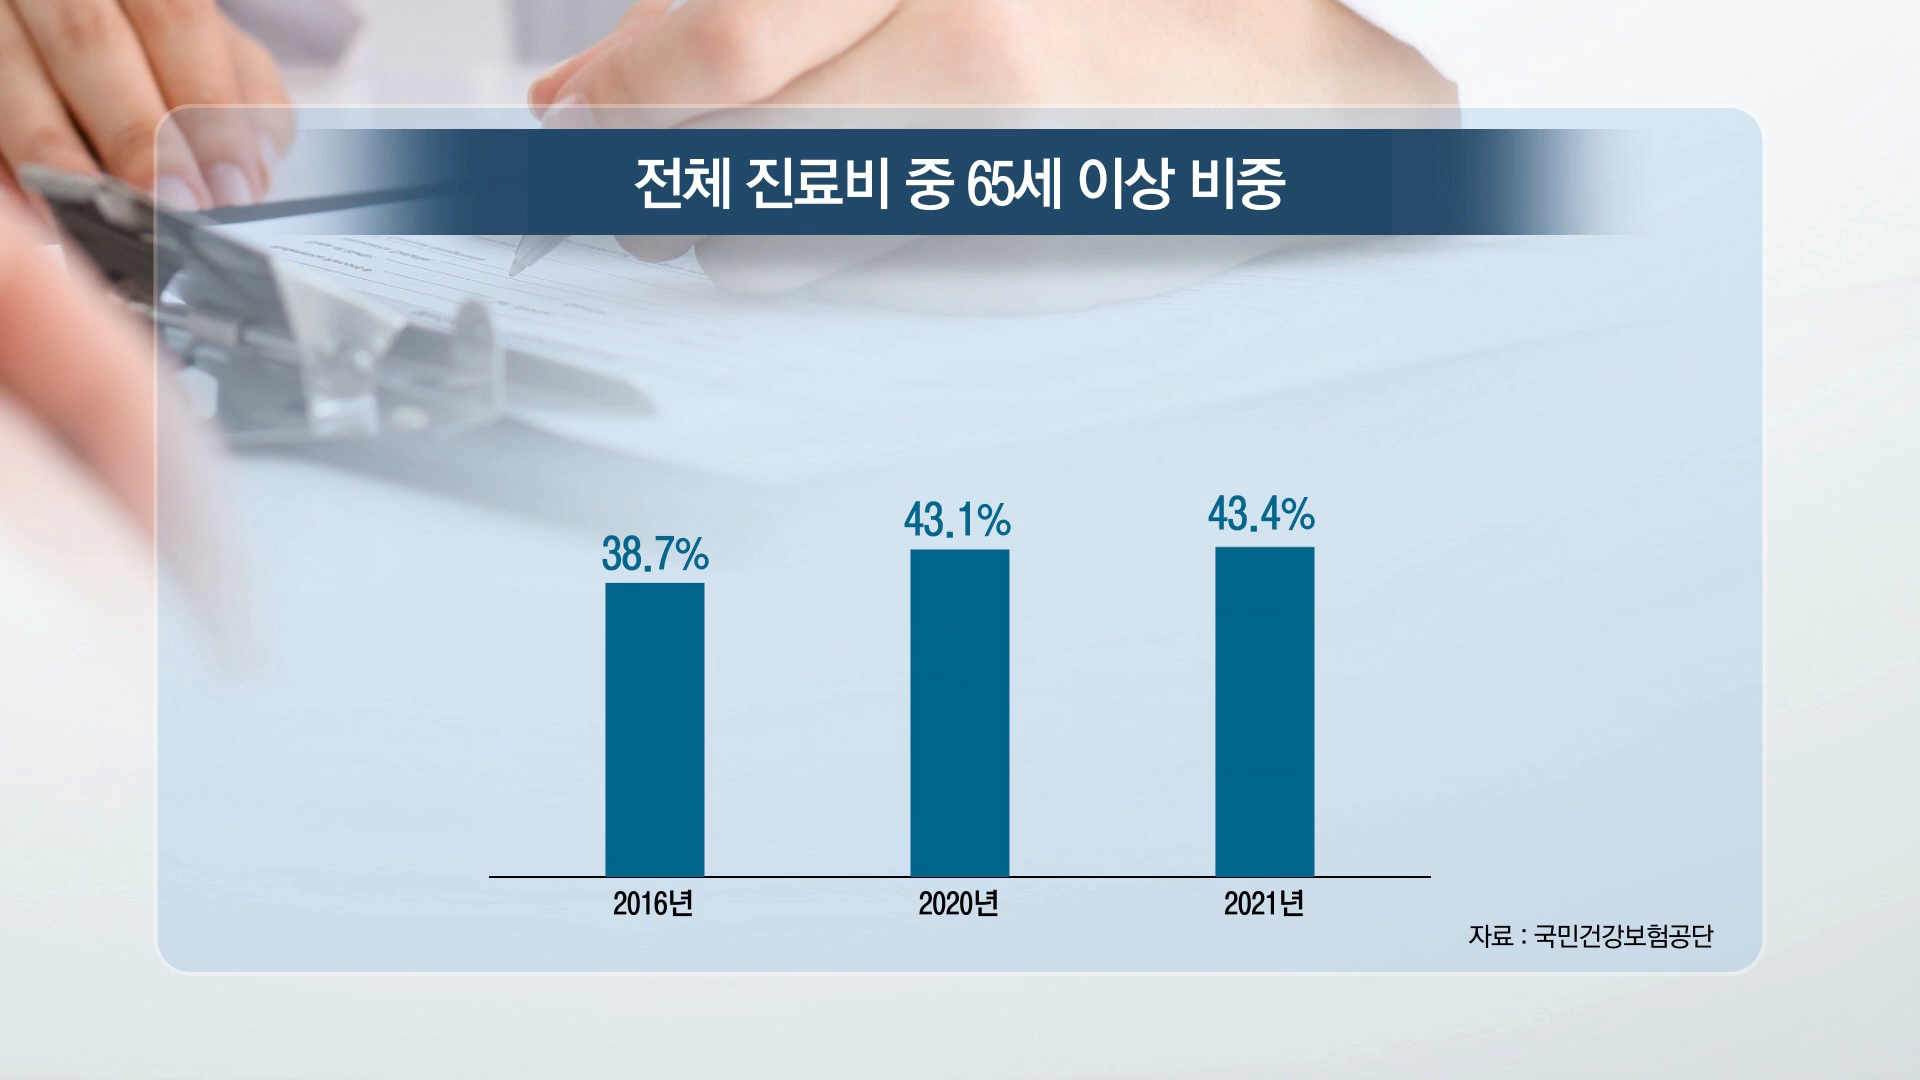 전체 진료비 중 65세 이상 비중
38.7%
43.1%
43.4%
2016년
2020년
2021년
자료 : 국민건강보험공단